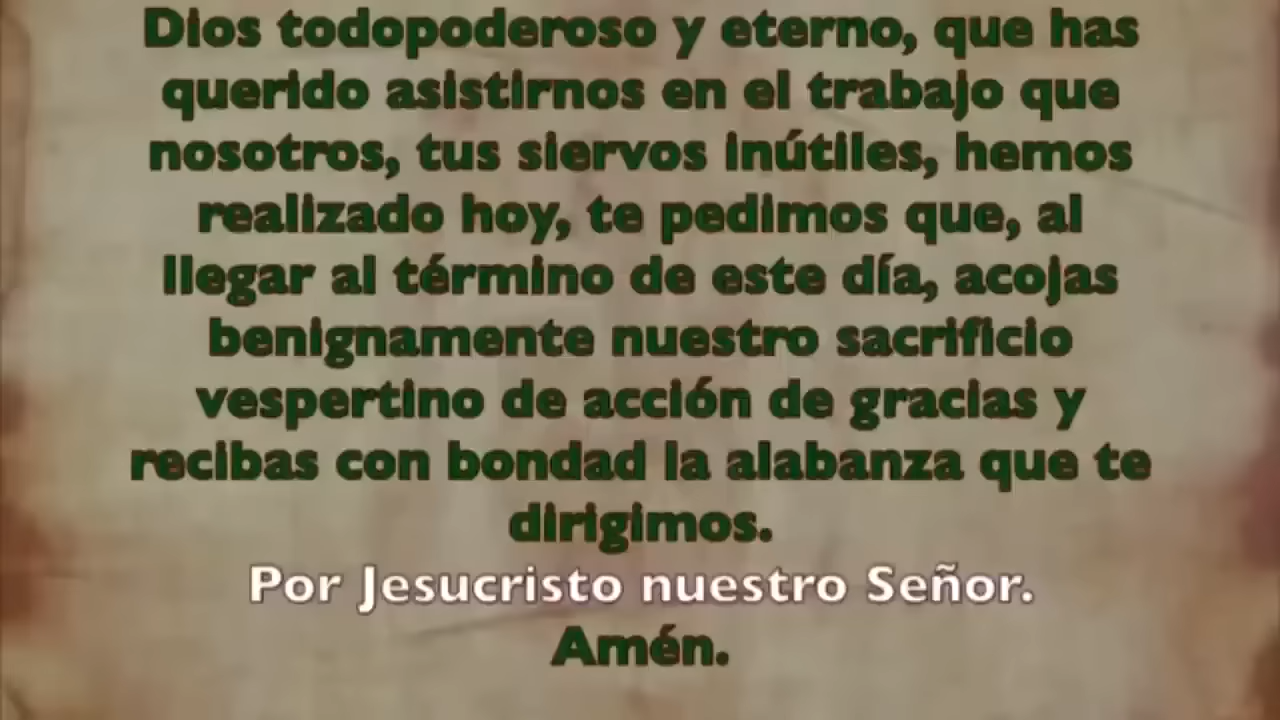 Dios todopoderoso y eterno, que has
querido asistirnos en el trabajo que
nosotros, tus siervos inútiles, hemos
realizado hoy, te pedimos que, al
llegar al término de este día, acojas
benignamente nuestro sacrificio
vespertino de acción de gracias y
recibas con bondad la alabanza que te
dirigimos.
Por Jesucristo nuestro Señor.
Amén.